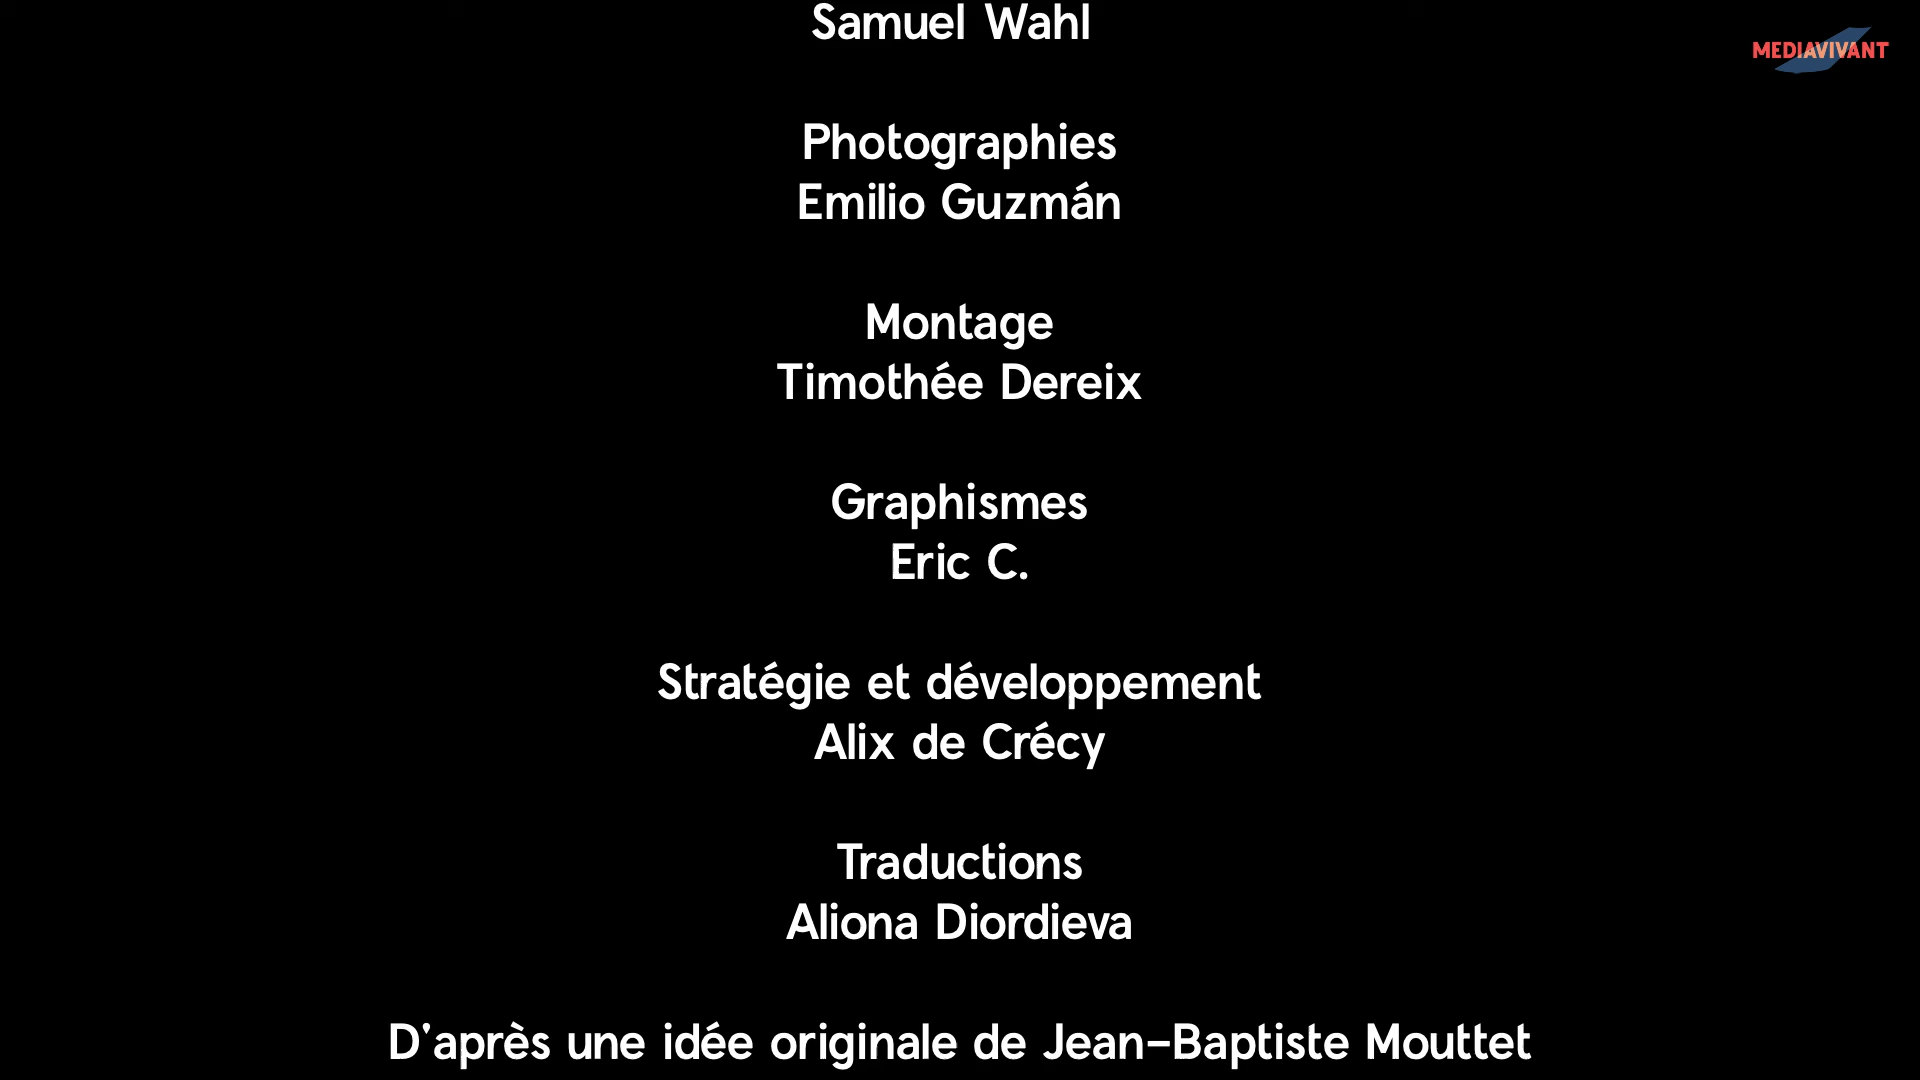 Samuel Wahl
MEDIAVIVANT
Photographies
Emilio Guzmán
Montage
Timothée Dereix
Graphismes
Eric C.
Stratégie et développement
Alix de Crécy
Traductions
Aliona Diordieva
D'après une idée originale de Jean-Baptiste Mouttet